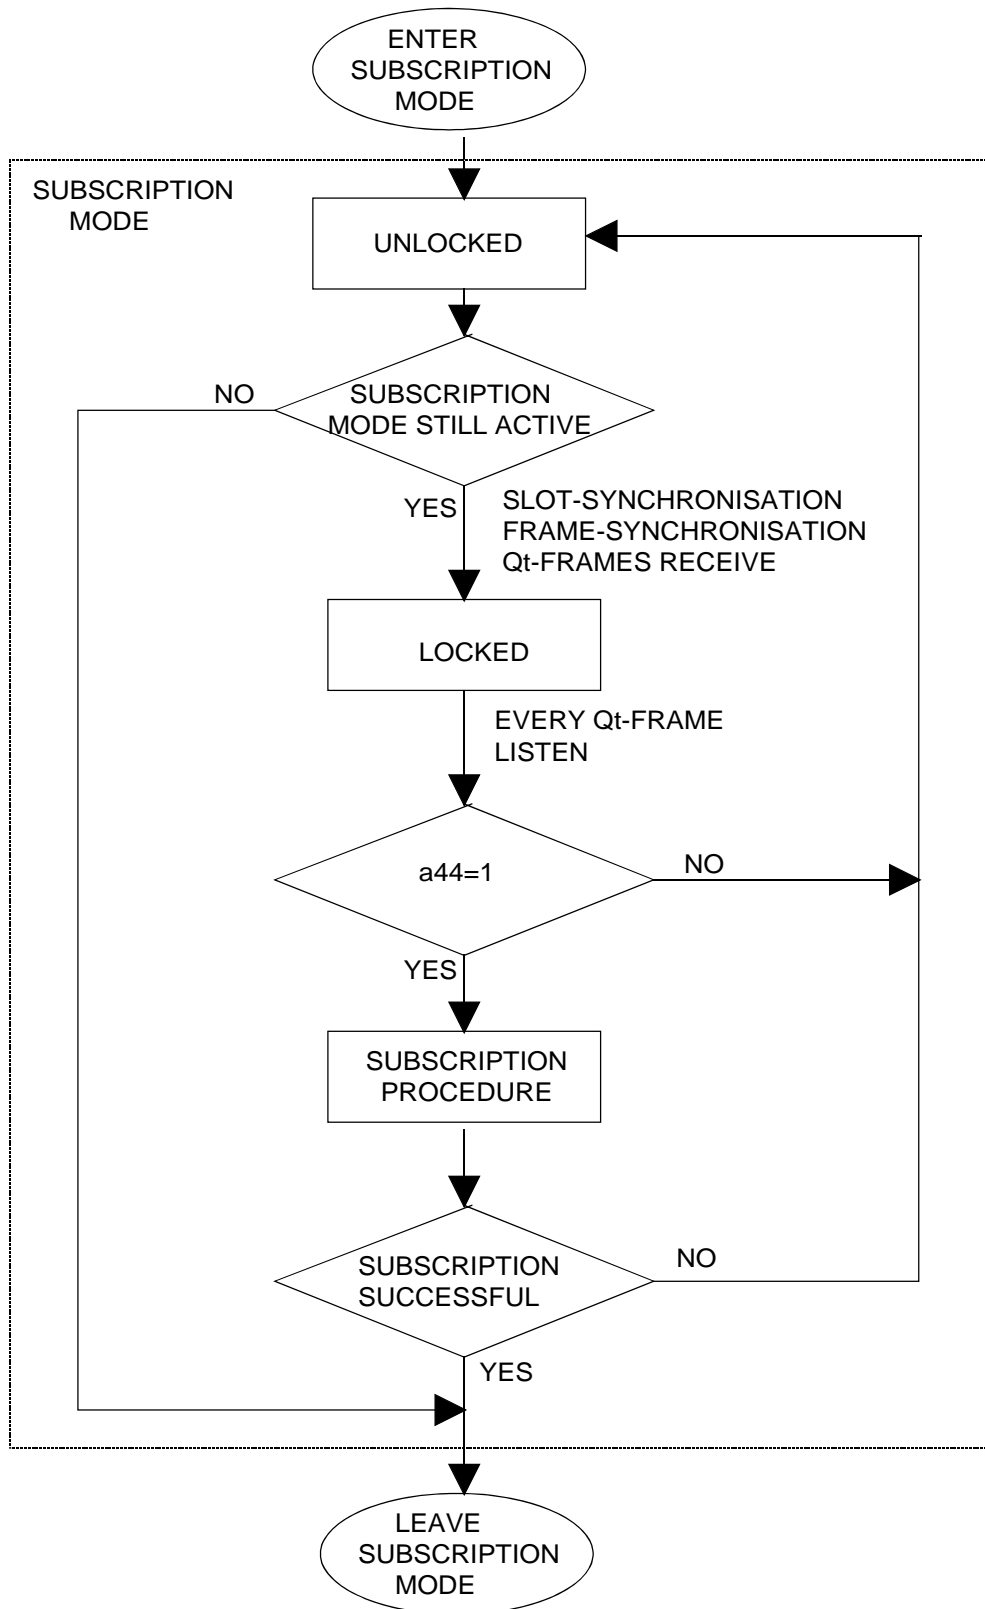 ENTER
SUBSCRIPTION
MODE
SUBSCRIPTION
MODE
UNLOCKED
NO
SUBSCRIPTION
MODE STILL ACTIVE
YES
SLOT-SYNCHRONISATION
FRAME-SYNCHRONISATION
Qt-FRAMES RECEIVE
LOCKED
EVERY Qt-FRAME
LISTEN
a44=1
NO
YES
SUBSCRIPTION
PROCEDURE
SUBSCRIPTION
SUCCESSFUL
NO
YES
LEAVE
SUBSCRIPTION
MODE